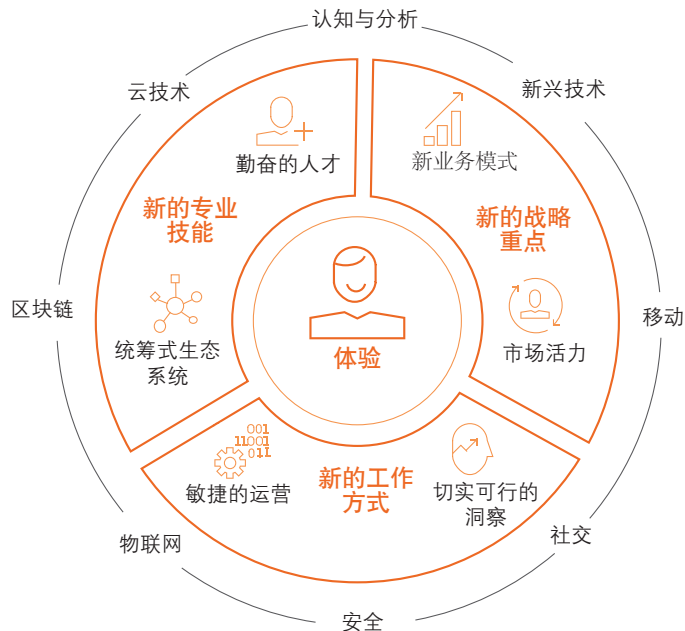 认知与分析
云技术
新兴技术
勤奋的人才
新业务模式
新的专业
技能
新的战略
重点
区块链
移动
统筹式生态
系统
体验
市场活力
001
11001
011
敏捷的运营
新的工作
方式
切实可行的
洞察
物联网
社交
安全